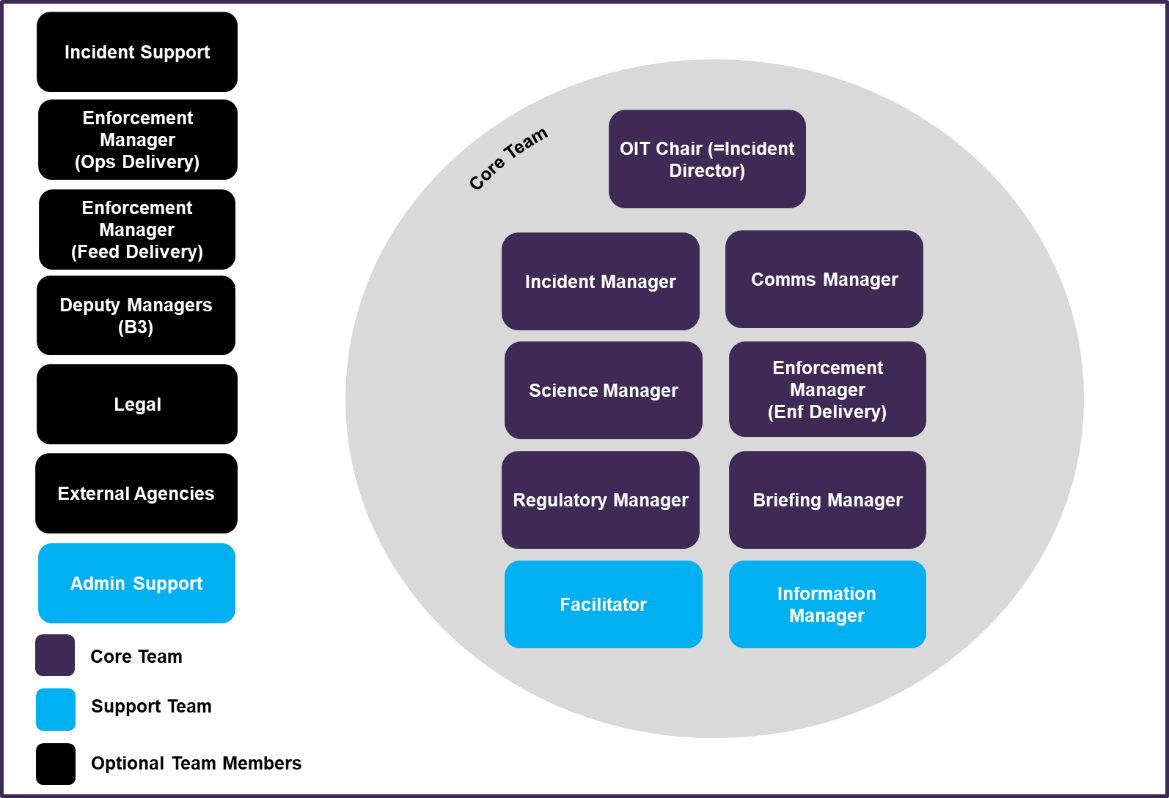 Incident Support
Enforcement
Manager
(Ops Delivery)
Enforcement
Manager
(Feed Delivery)
Deputy Managers
(B3)
Legal
External Agencies
Admin Support
Core Team
Support Team
Optional Team Members
Core Team
OIT Chair (=Incident
Director)
Incident Manager
Comms Manager
Science Manager
Enforcement
Manager
(Enf Delivery)
Regulatory Manager
Briefing Manager
Facilitator
Information
Manager